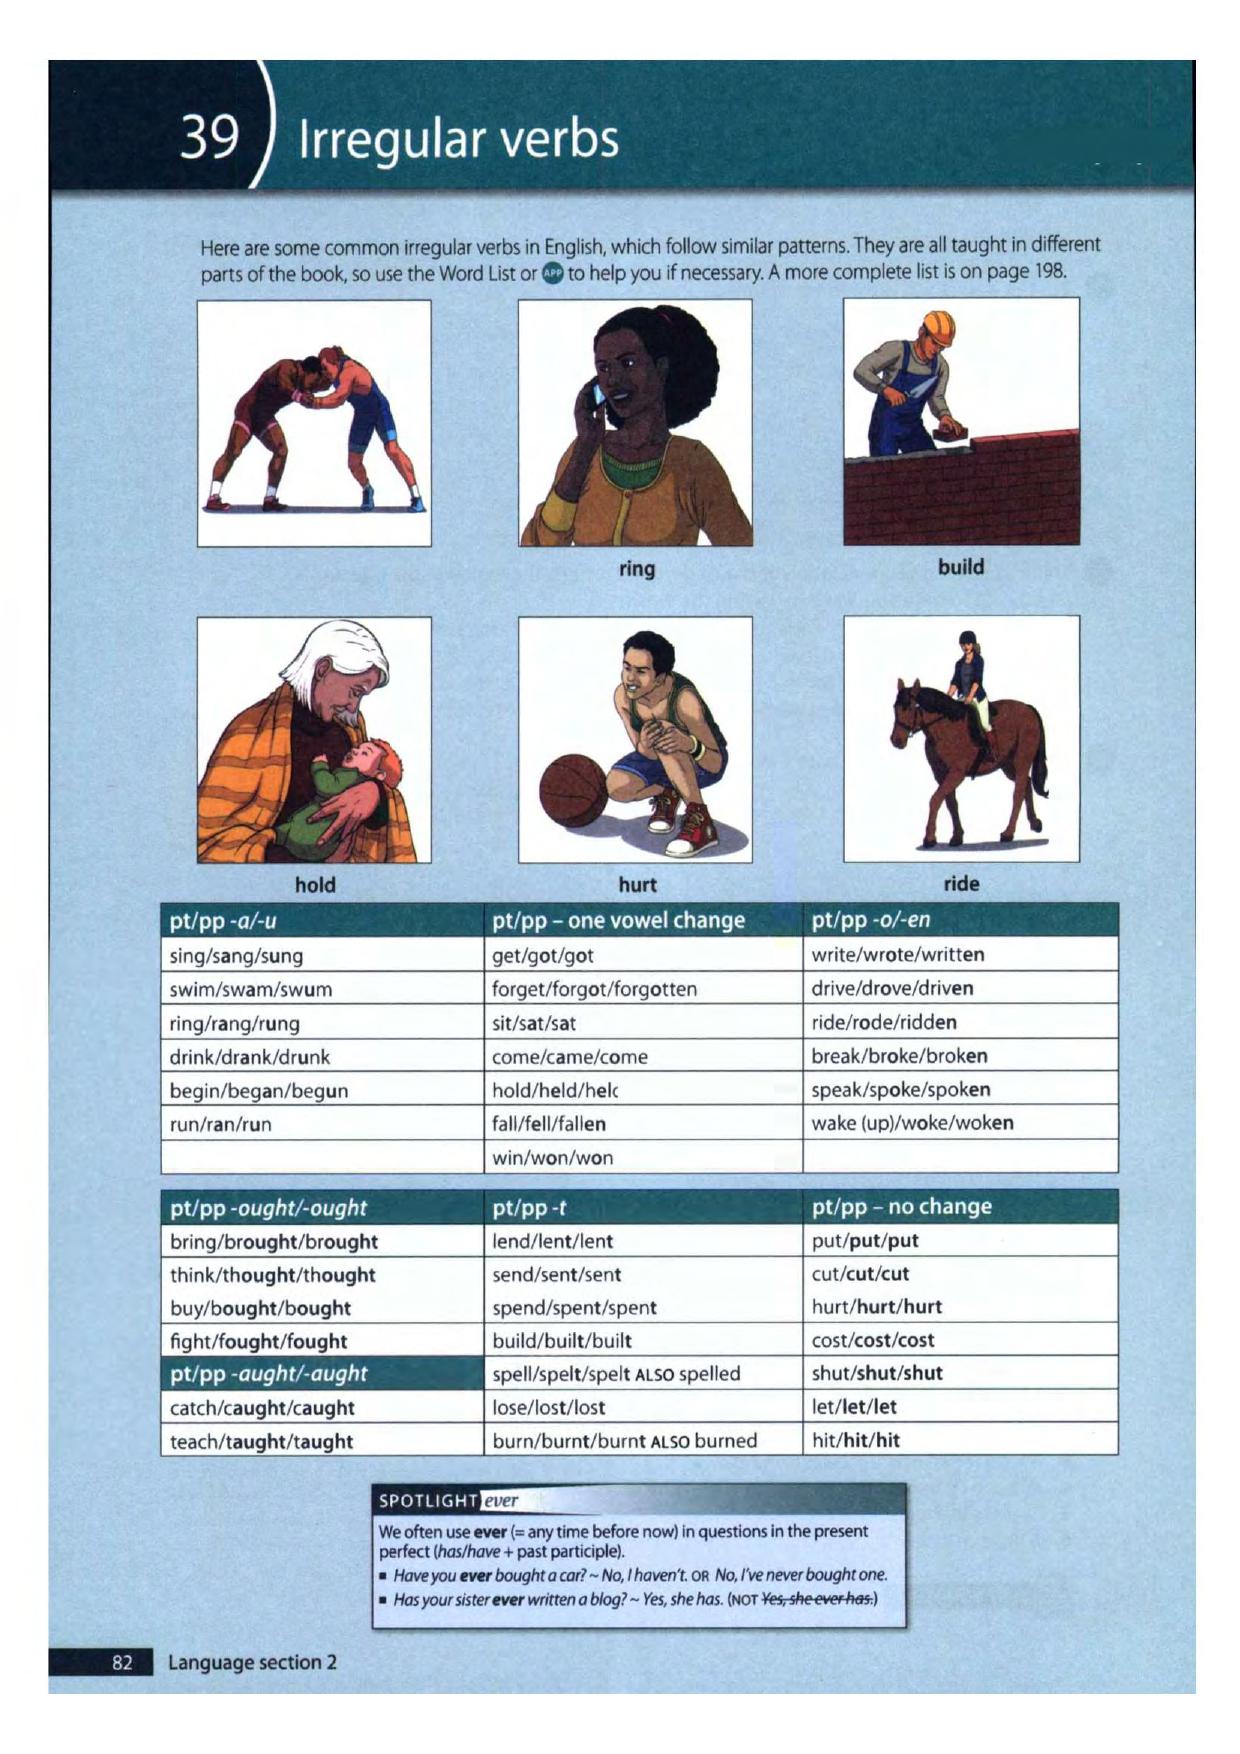 39
Irregular verbs
Here are some common irregular verbs in English, which follow similar patterns. They are all taught in different
parts of the book, so use the Word List or APP to help you if necessary. A more complete list is on page 198.
ring
build
hold
hurt
ride
pt/pp -a/-u
pt/pp – one vowel change
pt/pp -o/-en
sing/sang/sung
get/got/got
write/wrote/written
swim/swam/swum
forget/forgot/forgotten
drive/drove/driven
ring/rang/rung
sit/sat/sat
ride/rode/ridden
drink/drank/drunk
come/came/come
break/broke/broken
begin/began/begun
hold/held/helc
speak/spoke/spoken
run/ran/run
fall/fell/fallen
wake (up)/woke/woken
win/won/won
pt/pp -ought/-ought
pt/pp -t
pt/pp – no change
bring/brought/brought
lend/lent/lent
put/put/put
think/thought/thought
send/sent/sent
cut/cut/cut
buy/bought/bought
spend/spent/spent
hurt/hurt/hurt
fight/fought/fought
build/built/built
cost/cost/cost
pt/pp -aught/-aught
spell/spelt/spelt ALSO spelled
shut/shut/shut
catch/caught/caught
lose/lost/lost
let/let/let
teach/taught/taught
burn/burnt/burnt ALSO burned
hit/hit/hit
SPOTLIGHT ever
We often use ever (= any time before now) in questions in the present
perfect (has/have + past participle).
▪ Have you ever bought a car? ~ No, I haven't. OR No, I've never bought one.
▪ Has your sister ever written a blog? ~ Yes, she has. (NOT Yes, she ever has.)
82
Language section 2